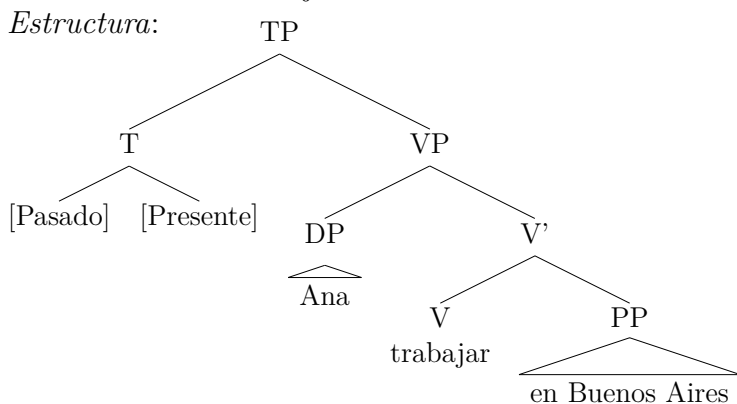 Estructura:
TP
T VP
[Pasado] [Presente] DP V'
Ana V PP
trabajar
en Buenos Aires